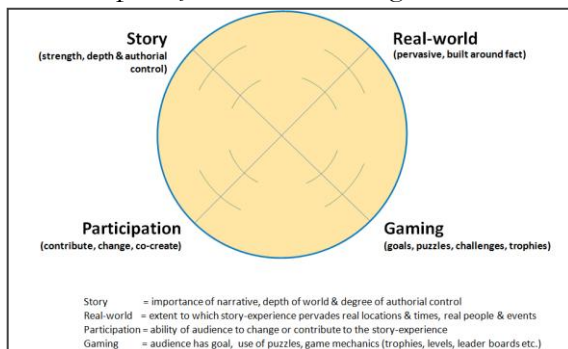 Story
(strength, depth & authorial
control)
Real-world
(pervasive, built around fact)
Participation
(contribute, change, co-create)
Gaming
(goals, puzzles, challenges, trophies)
Story = importance of narrative, depth of world & degree of authorial control
Real-world = extent to which story-experience pervades real locations & times, real people & events
Participation = ability of audience to change or contribute to the story-experience
Gaming = audience has goal, use of puzzles, game mechanics (trophies, levels, leader boards etc.)